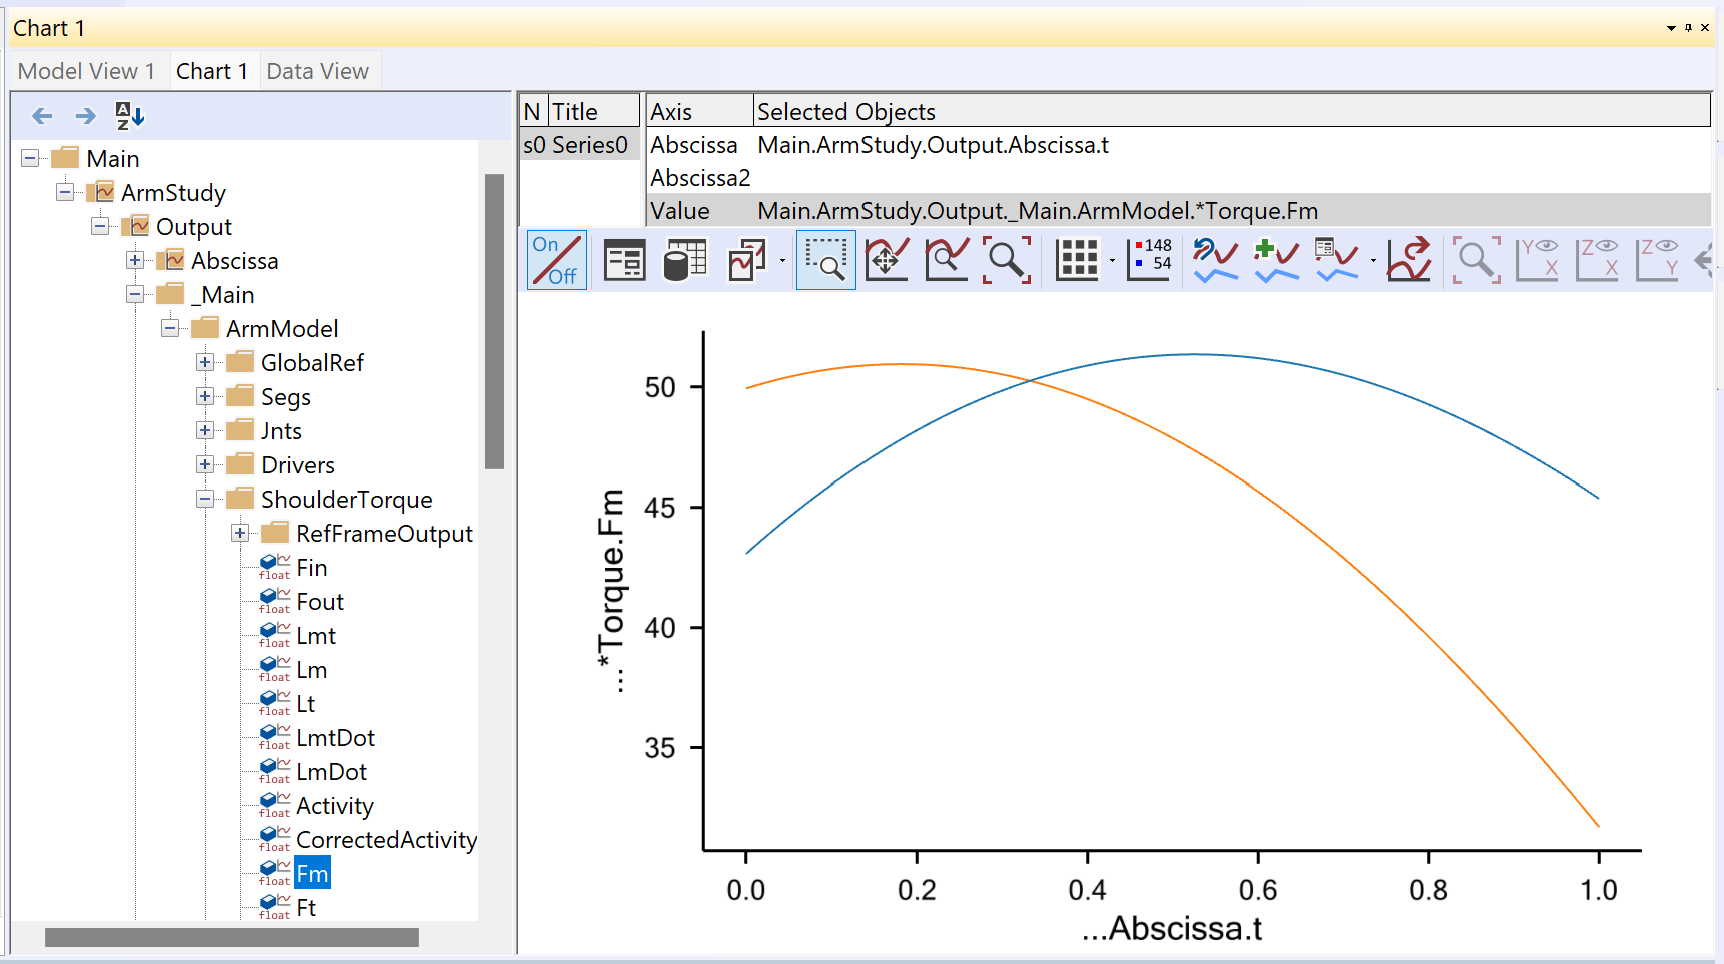 Chart 1
Model View 1 Chart 1 Data View
A
Z
Main
ArmStudy
Output
Abscissa
_Main
ArmModel
GlobalRef
Segs
Jnts
Drivers
ShoulderTorque
RefFrameOutput
float Fin
float Fout
float Lmt
float Lm
float Lt
float LmtDot
float LmDot
float Activity
float CorrectedActivity
float Fm
float Ft
N Title Axis Selected Objects
s0 Series0 Abscissa Main.ArmStudy.Output.Abscissa.t
Abscissa2
Value Main.ArmStudy.Output._Main.ArmModel.*Torque.Fm
On
Off
148
54
Y X
Z X
Z Y
50
45
40
35
...*Torque.Fm
0.0 0.2 0.4 0.6 0.8 1.0
...Abscissa.t